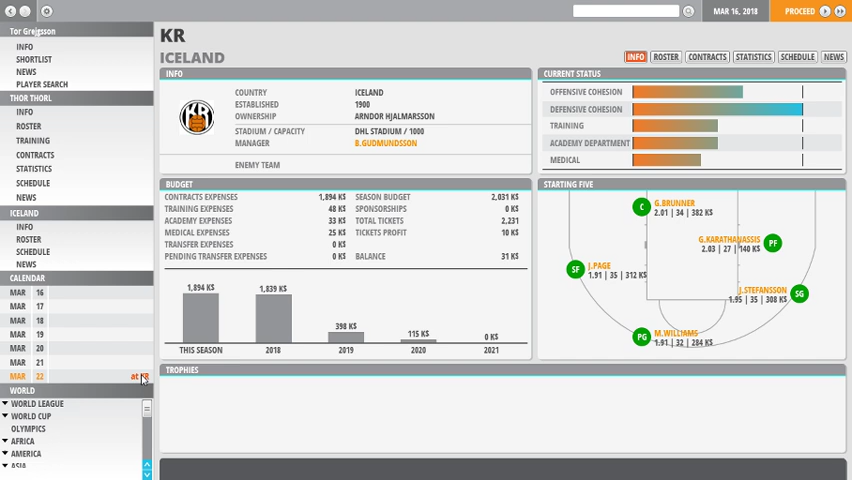 MAR 16, 2018
PROCEED
Tor Grejgsson
INFO
SHORTLIST
NEWS
PLAYER SEARCH
THOR THORL
INFO
ROSTER
TRAINING
CONTRACTS
STATISTICS
SCHEDULE
NEWS
ICELAND
INFO
ROSTER
SCHEDULE
NEWS
CALENDAR
MAR 16
MAR 17
MAR 18
MAR 19
MAR 20
MAR 21
MAR 22 at KR
WORLD
WORLD LEAGUE
WORLD CUP
OLYMPICS
AFRICA
AMERICA
ASIA
KR
ICELAND
INFO ROSTER CONTRACTS STATISTICS SCHEDULE NEWS
INFO
KR
COUNTRY ICELAND
ESTABLISHED 1900
OWNERSHIP ARNDOR HJALMARSSON
STADIUM / CAPACITY DHL STADIUM / 1000
MANAGER B.GUDMUNDSSON
ENEMY TEAM
CURRENT STATUS
OFFENSIVE COHESION
DEFENSIVE COHESION
TRAINING
ACADEMY DEPARTMENT
MEDICAL
BUDGET
CONTRACTS EXPENSES 1,894 K$ SEASON BUDGET 2,031 K$
TRAINING EXPENSES 48 K$ SPONSORSHIPS 0 K$
ACADEMY EXPENSES 33 K$ TOTAL TICKETS 2,231
MEDICAL EXPENSES 25 K$ TICKETS PROFIT 10 K$
TRANSFER EXPENSES 0 K$
PENDING TRANSFER EXPENSES 0 K$ BALANCE 31 K$
1,894 K$ 1,839 K$ 398 K$ 115 K$ 0 K$
THIS SEASON 2018 2019 2020 2021
STARTING FIVE
C G.BRUNNER
2.01 | 34 | 382 K$
G.KARATHANASSIS PF
2.03 | 27 | 140 K$
SF J.PAGE
1.91 | 35 | 312 K$
J.STEFANSSON SG
1.95 | 35 | 308 K$
PG M.WILLIAMS
1.91 | 32 | 284 K$
TROPHIES